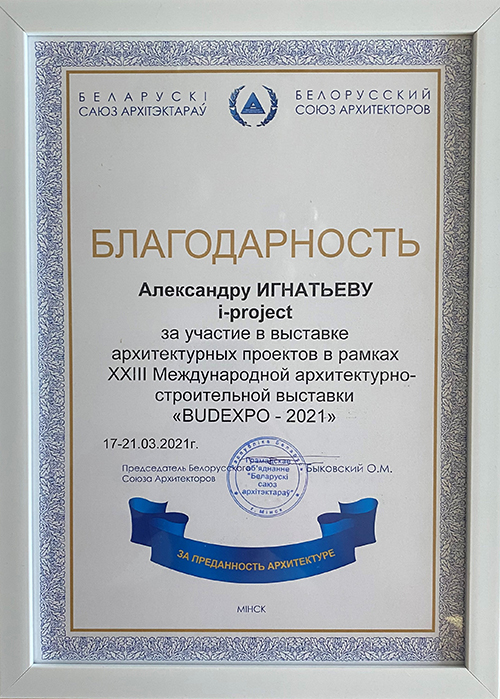 БЕЛАРУСКІ
САЮЗ АРХІТЭКТАРАЎ
БЕЛОРУССКИЙ
СОЮЗ АРХИТЕКТОРОВ
БЛАГОДАРНОСТЬ
Александру ИГНАТЬЕВУ
i-project
за участие в выставке
архитектурных проектов в рамках
XXIII Международной архитектурно-
строительной выставки
«BUDEXPO - 2021»
17-21.03.2021г.
Председатель Белорусского
Союза Архитекторов
Быковский О.М.
Грамадскае
аб'яднанне
"Беларускі
саюз
архітэктараў"
г. Мінск
ЗА ПРЕДАННОСТЬ АРХИТЕКТУРЕ
МІНСК